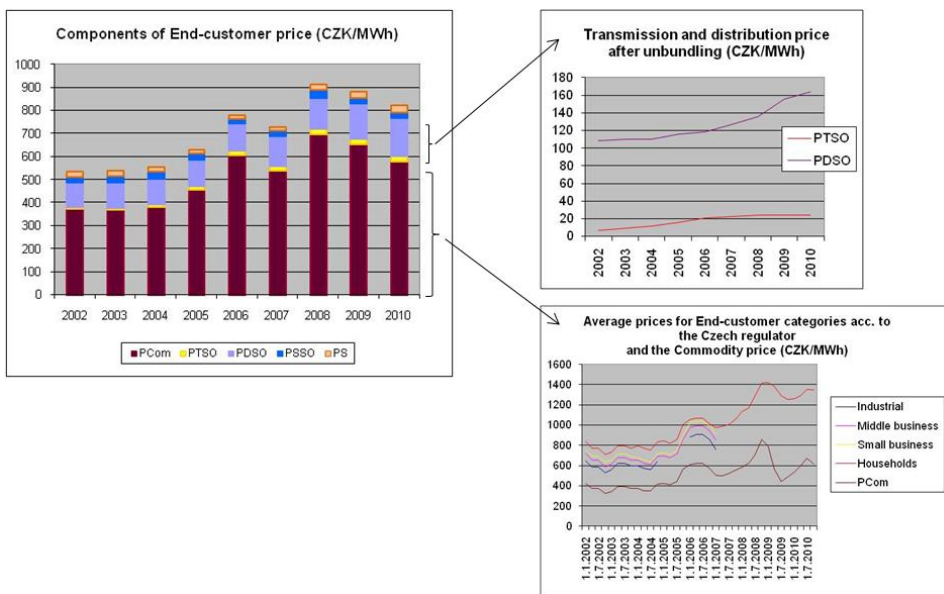 Components of End-customer price (CZK/MWh)
1000
900
800
700
600
500
400
300
200
100
0
2002 2003 2004 2005 2006 2007 2008 2009 2010
PCom PTSO PDSO PSSO PS
Transmission and distribution price
after unbundling (CZK/MWh)
180
160
140
120
100
80
60
40
20
0
PTSO
PDSO
2002 2003 2004 2005 2006 2007 2008 2009 2010
Average prices for End-customer categories acc. to
the Czech regulator
and the Commodity price (CZK/MWh)
1600
1400
1200
1000
800
600
400
200
0
1.1.2002 1.7.2002 1.1.2003 1.7.2003 1.1.2004 1.7.2004 1.1.2005 1.7.2005 1.1.2006 1.7.2006 1.1.2007 1.7.2007 1.1.2008 1.7.2008 1.1.2009 1.7.2009 1.1.2010 1.7.2010
Industrial
Middle business
Small business
Households
PCom